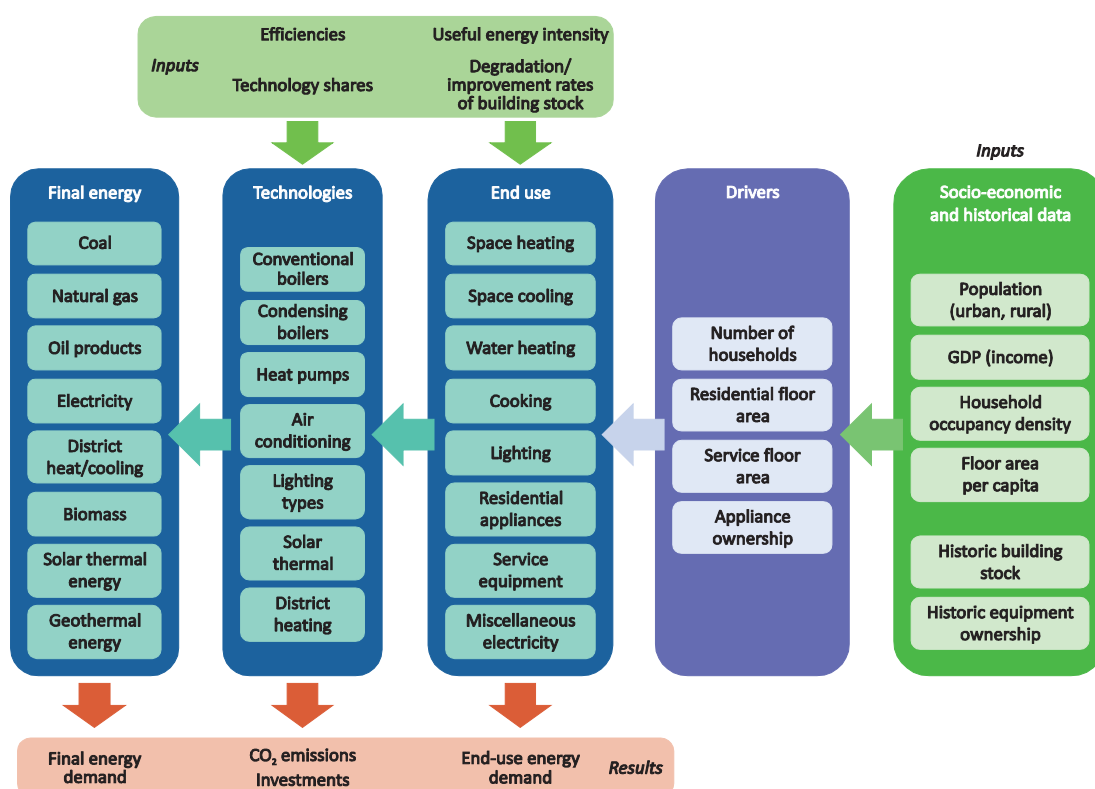 Inputs
Efficiencies
Technology shares
Useful energy intensity
Degradation/
improvement rates
of building stock
Final energy
Coal
Natural gas
Oil products
Electricity
District
heat/cooling
Biomass
Solar thermal
energy
Geothermal
energy
Technologies
Conventional
boilers
Condensing
boilers
Heat pumps
Air
conditioning
Lighting
types
Solar
thermal
District
heating
End use
Space heating
Space cooling
Water heating
Cooking
Lighting
Residential
appliances
Service
equipment
Miscellaneous
electricity
Drivers
Number of
households
Residential floor
area
Service floor
area
Appliance
ownership
Inputs
Socio-economic
and historical data
Population
(urban, rural)
GDP (income)
Household
occupancy density
Floor area
per capita
Historic building
stock
Historic equipment
ownership
Final energy
demand
CO₂ emissions
Investments
End-use energy
demand
Results